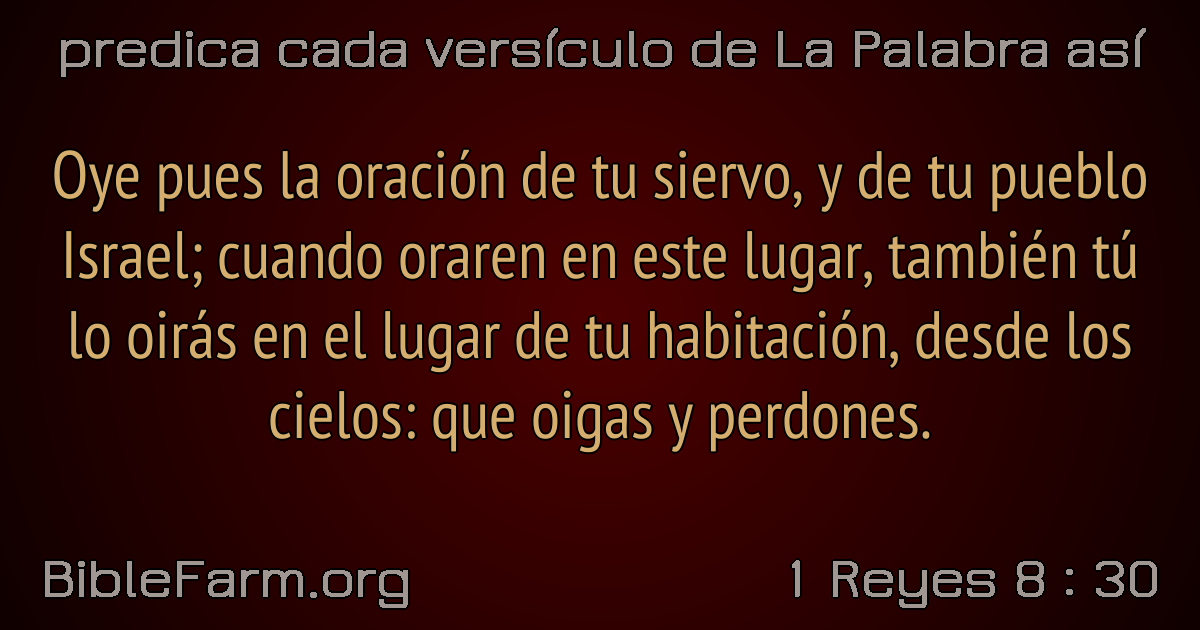 predica cada versículo de La Palabra así
Oye pues la oración de tu siervo, y de tu pueblo
Israel; cuando oraren en este lugar, también tú
lo oirás en el lugar de tu habitación, desde los
cielos: que oigas y perdones.
BibleFarm.org
1 Reyes 8 : 30